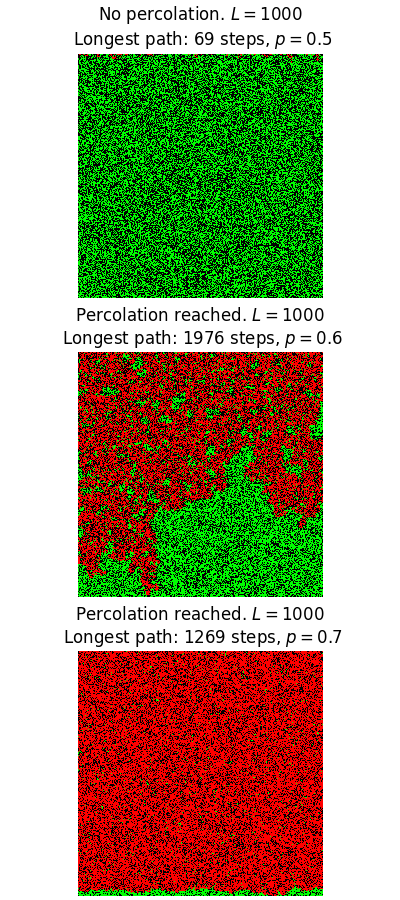 No percolation. L = 1000
Longest path: 69 steps, p = 0.5
Percolation reached. L = 1000
Longest path: 1976 steps, p = 0.6
Percolation reached. L = 1000
Longest path: 1269 steps, p = 0.7